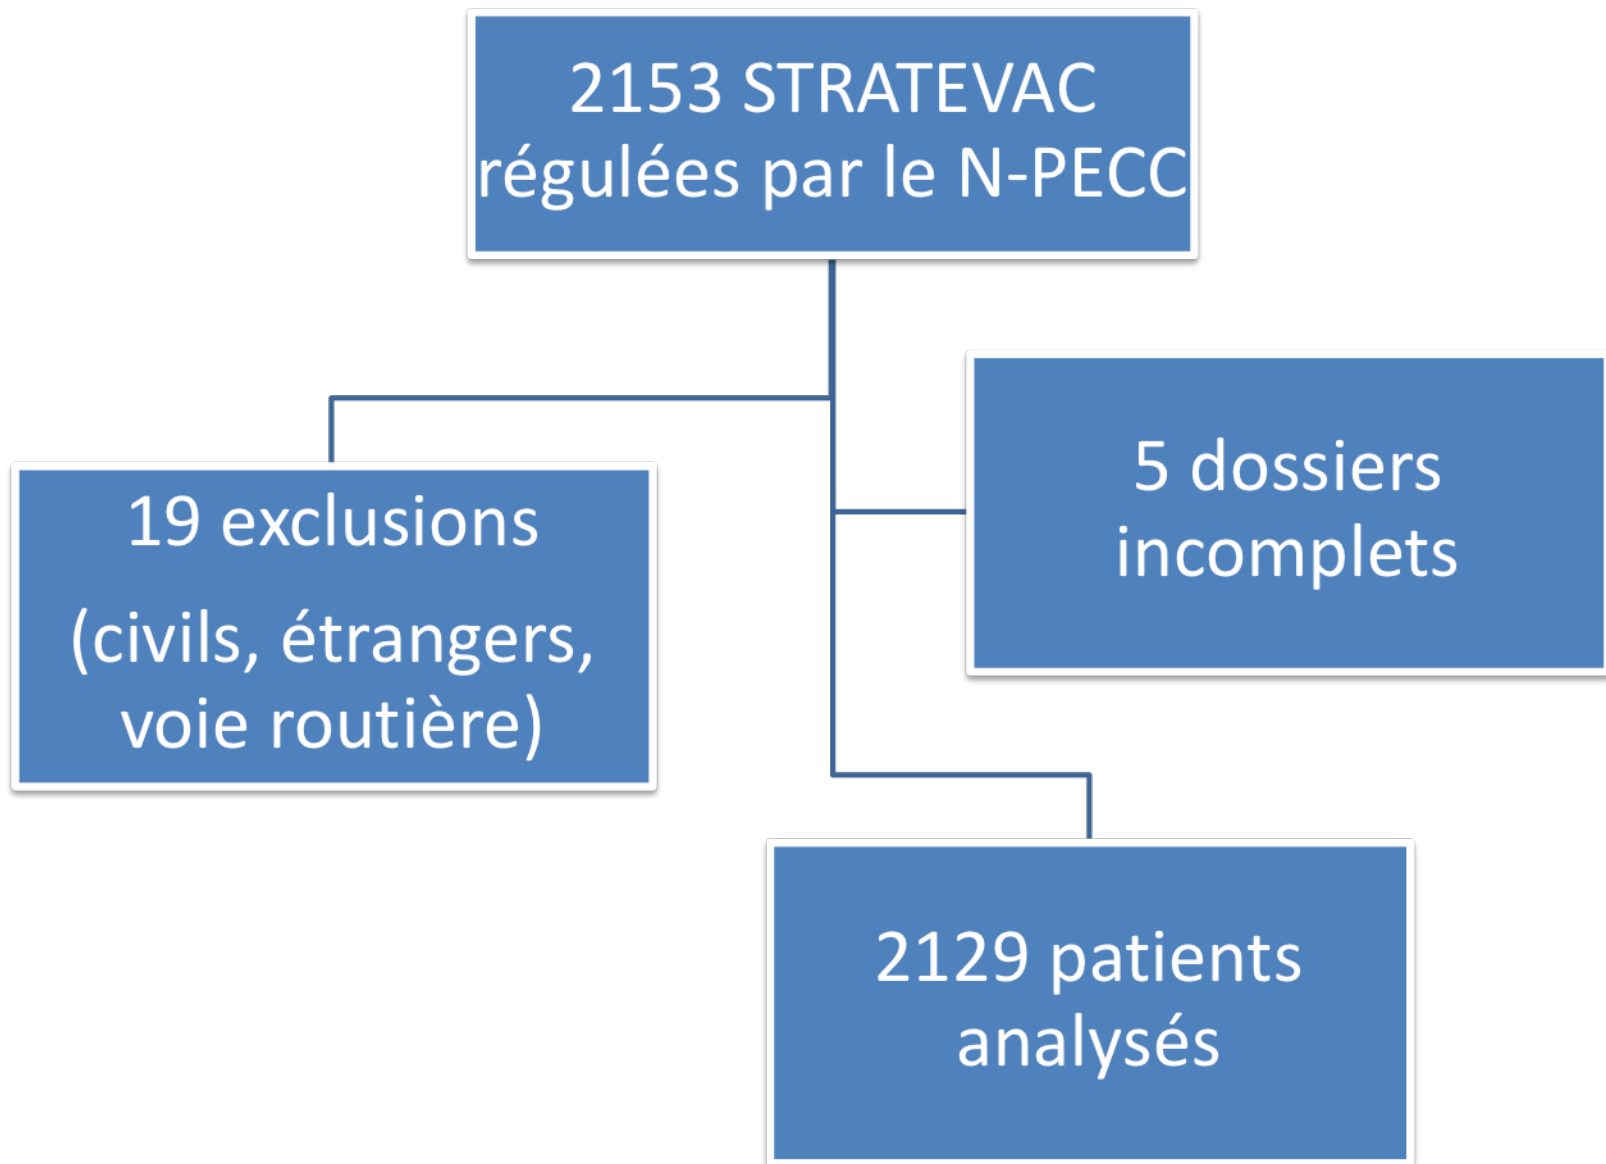 2153 STRATEVAC
régulées par le N-PECC
19 exclusions
(civils, étrangers,
voie routière)
5 dossiers
incomplets
2129 patients
analysés